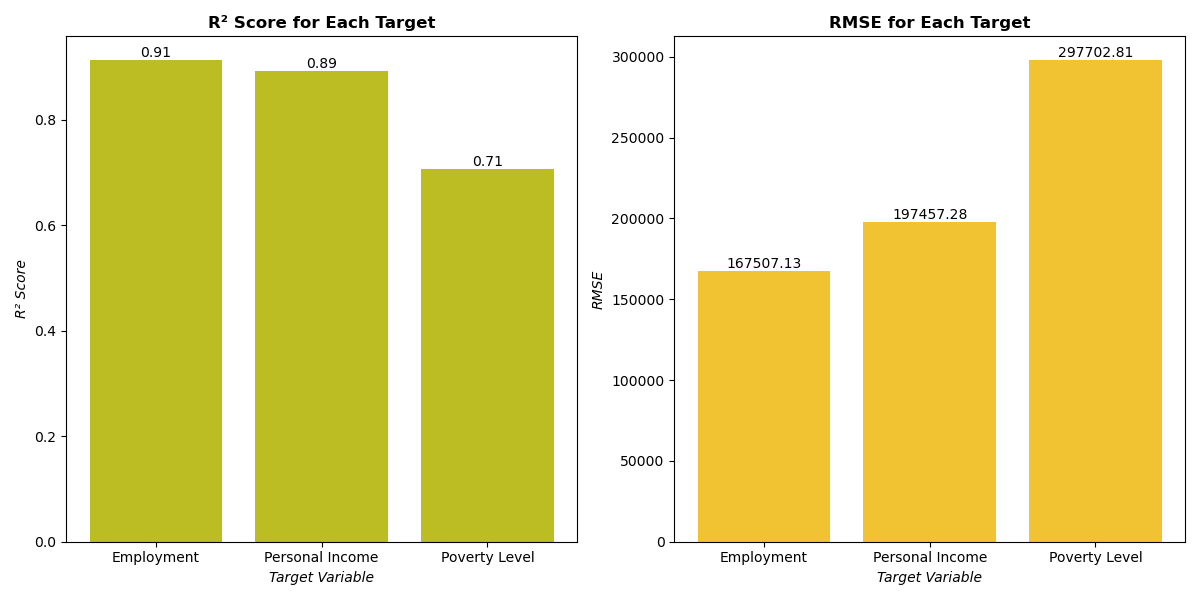 R² Score for Each Target
0.91
0.89
0.71
0.8
0.6
0.4
0.2
0.0
R² Score
Employment
Personal Income
Poverty Level
Target Variable
RMSE for Each Target
297702.81
197457.28
167507.13
300000
250000
200000
150000
100000
50000
0
RMSE
Employment
Personal Income
Poverty Level
Target Variable